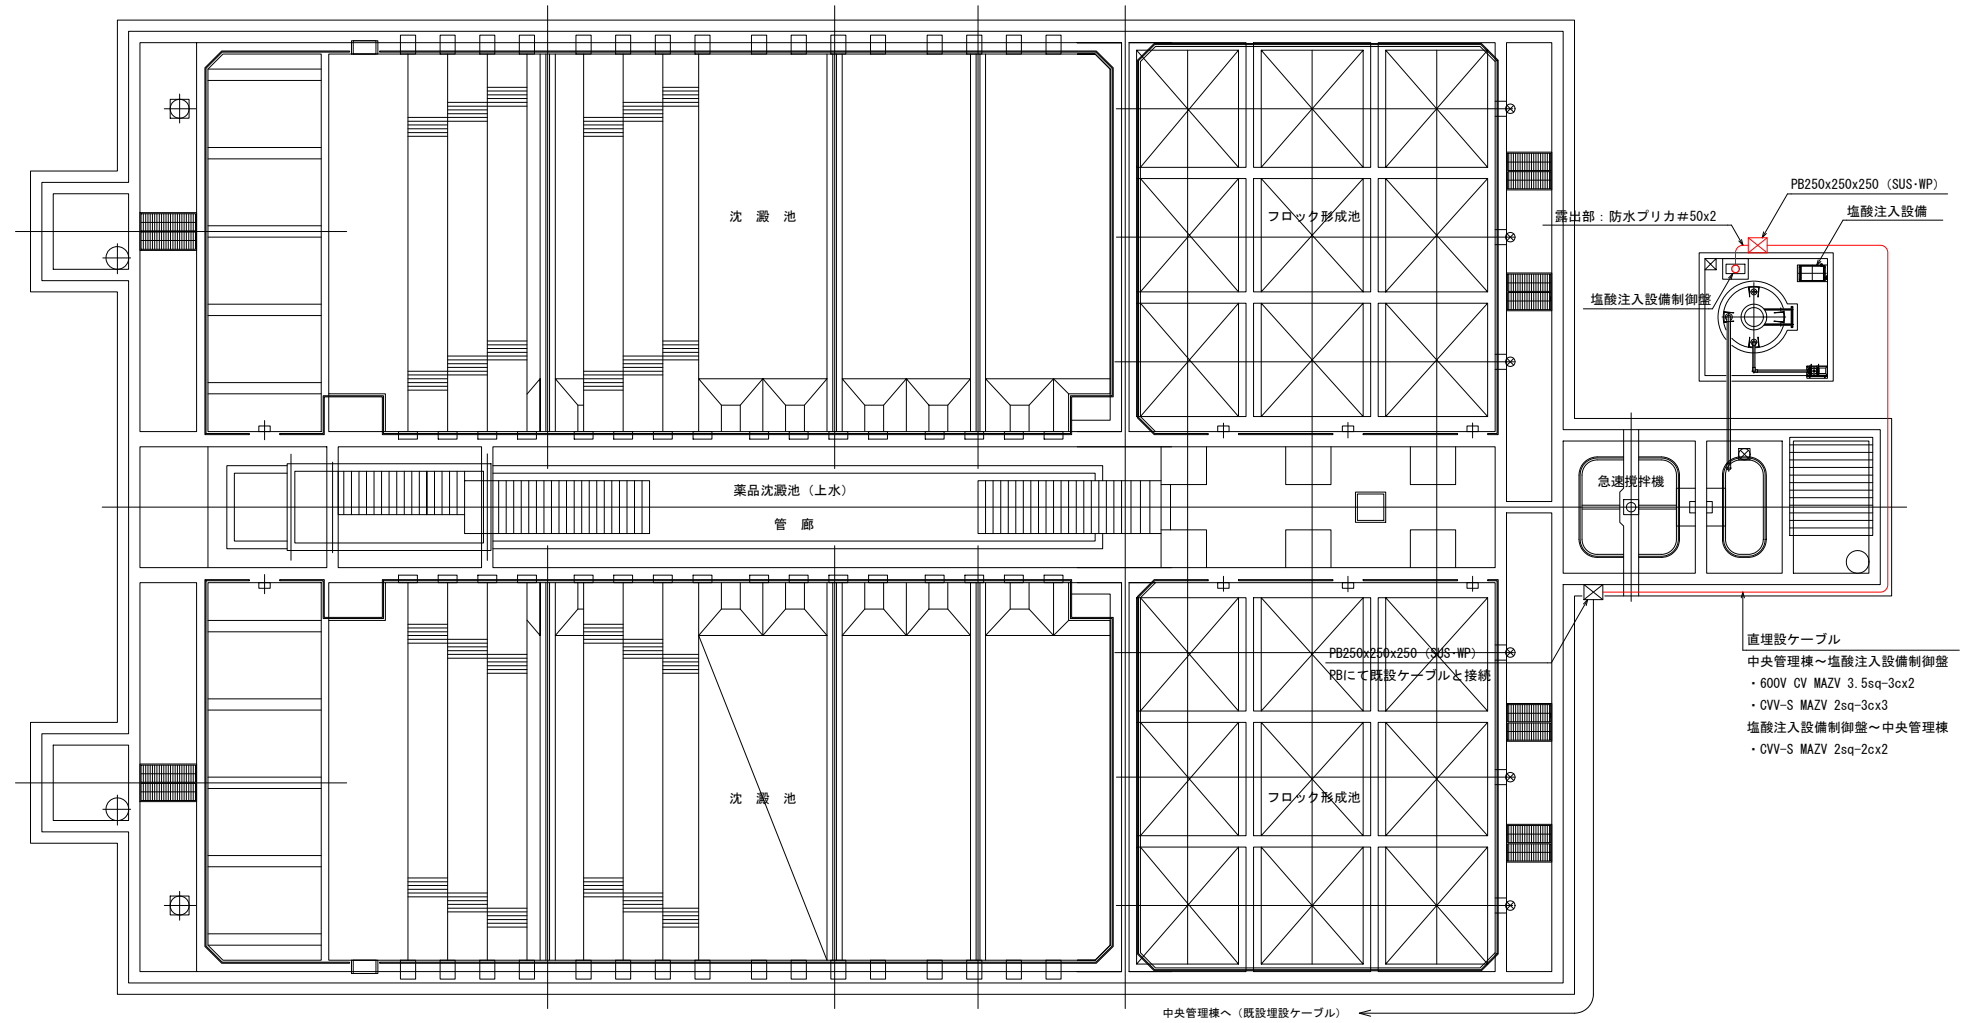 PB250x250x250 (SUS･WP)
沈 澱 池
フロック形成池
露出部：防水プリカ＃50x2
塩酸注入設備
塩酸注入設備制御盤
薬品沈澱池（上水）
急速撹拌機
管 廊
直埋設ケーブル
PB250x250x250 (SUS･WP)
中央管理棟～塩酸注入設備制御盤
PBにて既設ケーブルと接続
・600V CV MAZV 3.5sq-3cx2
・CVV-S MAZV 2sq-3cx3
塩酸注入設備制御盤～中央管理棟
・CVV-S MAZV 2sq-2cx2
沈 澱 池
フロック形成池
中央管理棟へ（既設埋設ケーブル）